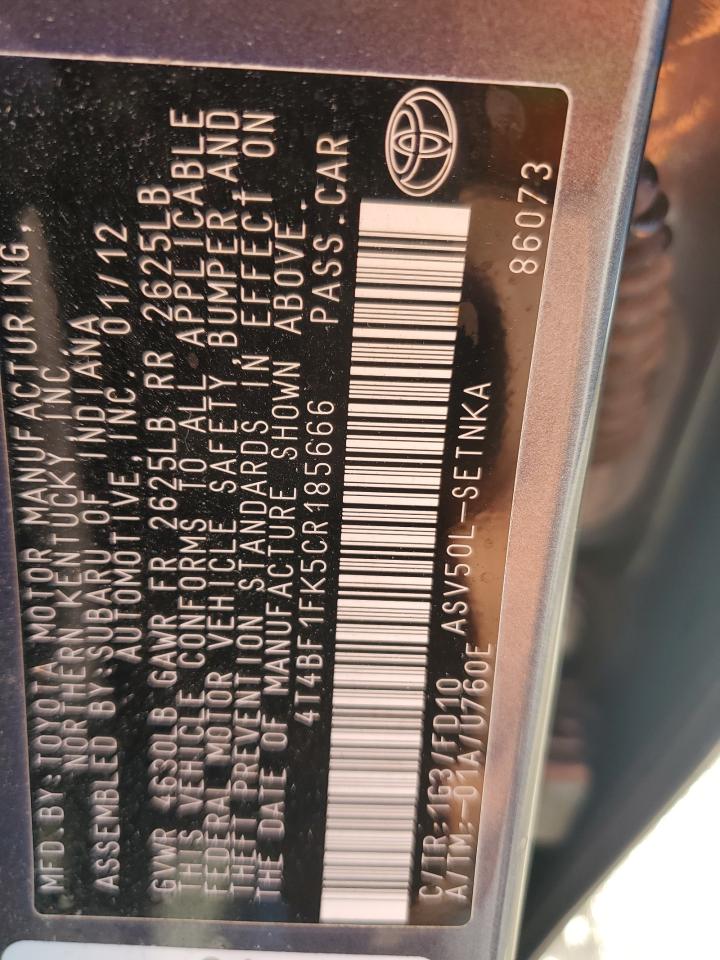 MFD.BY:TOYOTA MOTOR MANUFACTURING,
NORTHERN KENTUCKY INC.
ASSEMBLED BY:SUBARU OF INDIANA
AUTOMOTIVE,INC. 01/12
GVWR 4630LB GAWR FR 2625LB RR 2625LB
THIS VEHICLE CONFORMS TO ALL APPLICABLE
FEDERAL MOTOR VEHICLE SAFETY,BUMPER,AND
THEFT PREVENTION STANDARDS IN EFFECT ON
THE DATE OF MANUFACTURE SHOWN ABOVE.
4T4BF1FK5CR185666 PASS.CAR
C/TR:1G3/FD10 ASV50L-SETNKA
A/TM:-01A/U760E
86073